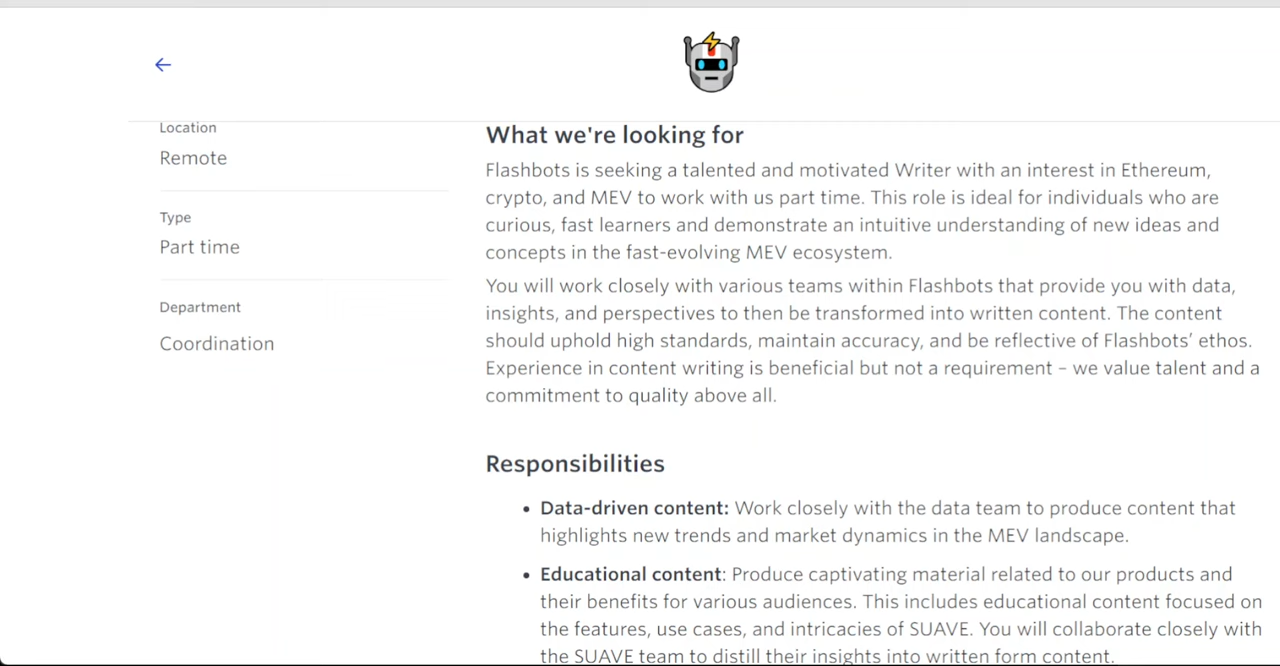 Location
Remote
Type
Part time
Department
Coordination
What we're looking for
Flashbots is seeking a talented and motivated Writer with an interest in Ethereum,
crypto, and MEV to work with us part time. This role is ideal for individuals who are
curious, fast learners and demonstrate an intuitive understanding of new ideas and
concepts in the fast-evolving MEV ecosystem.
You will work closely with various teams within Flashbots that provide you with data,
insights, and perspectives to then be transformed into written content. The content
should uphold high standards, maintain accuracy, and be reflective of Flashbots’ ethos.
Experience in content writing is beneficial but not a requirement – we value talent and a
commitment to quality above all.
Responsibilities
• Data-driven content: Work closely with the data team to produce content that
highlights new trends and market dynamics in the MEV landscape.
• Educational content: Produce captivating material related to our products and
their benefits for various audiences. This includes educational content focused on
the features, use cases, and intricacies of SUAVE. You will collaborate closely with
the SUAVE team to distill their insights into written form content.